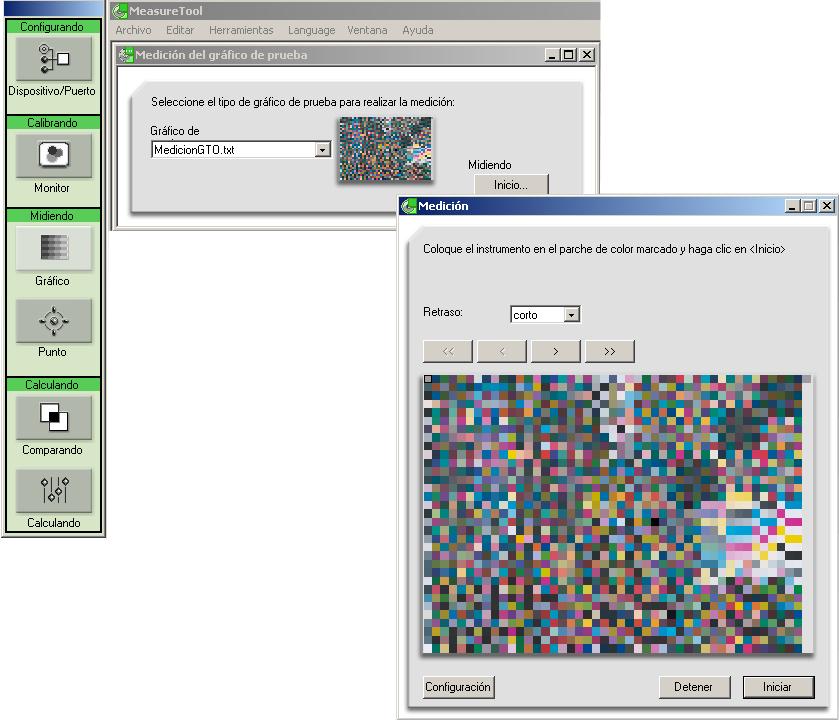 Configurando
Dispositivo/Puerto
Calibrando
Monitor
Midiendo
Gráfico
Punto
Calculando
Comparando
Calculando
MeasureTool
Archivo Editar Herramientas Language Ventana Ayuda
Medición del gráfico de prueba
Seleccione el tipo de gráfico de prueba para realizar la medición:
Gráfico de
MedicionGTO.txt
Midiendo
Inicio...
Medición
Coloque el instrumento en el parche de color marcado y haga clic en <Inicio>
Retraso:
corto
<< < > >>
Configuración
Detener
Iniciar